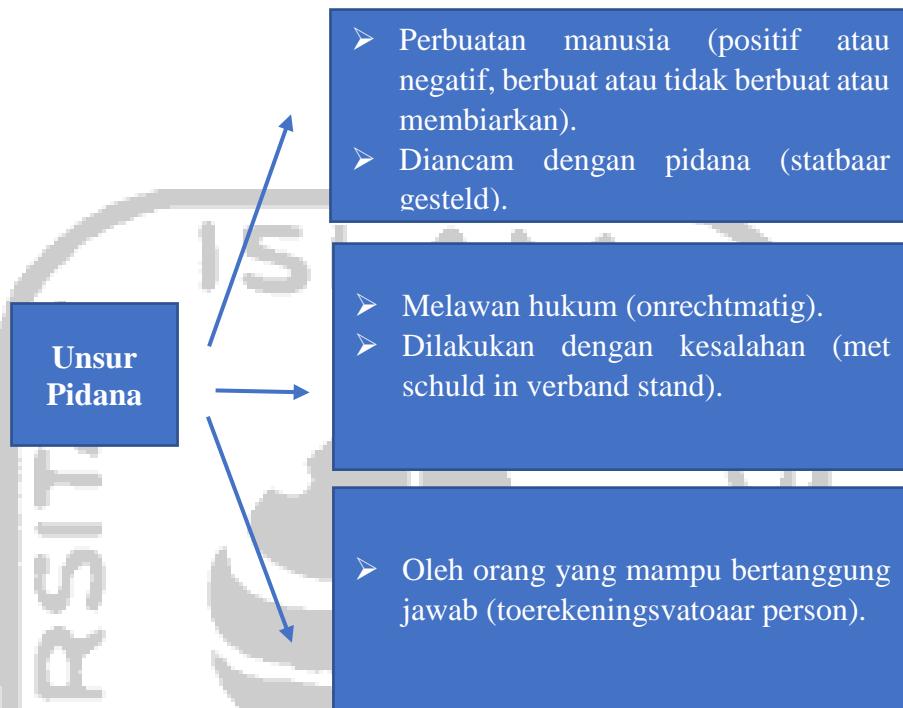 ➢ Perbuatan manusia (positif atau
negatif, berbuat atau tidak berbuat atau
membiarkan).
➢ Diancam dengan pidana (statbaar
gesteld).
Unsur
Pidana
➢ Melawan hukum (onrechtmatig).
➢ Dilakukan dengan kesalahan (met
schuld in verband stand).
➢ Oleh orang yang mampu bertanggung
jawab (toerekeningsvatoaar person).